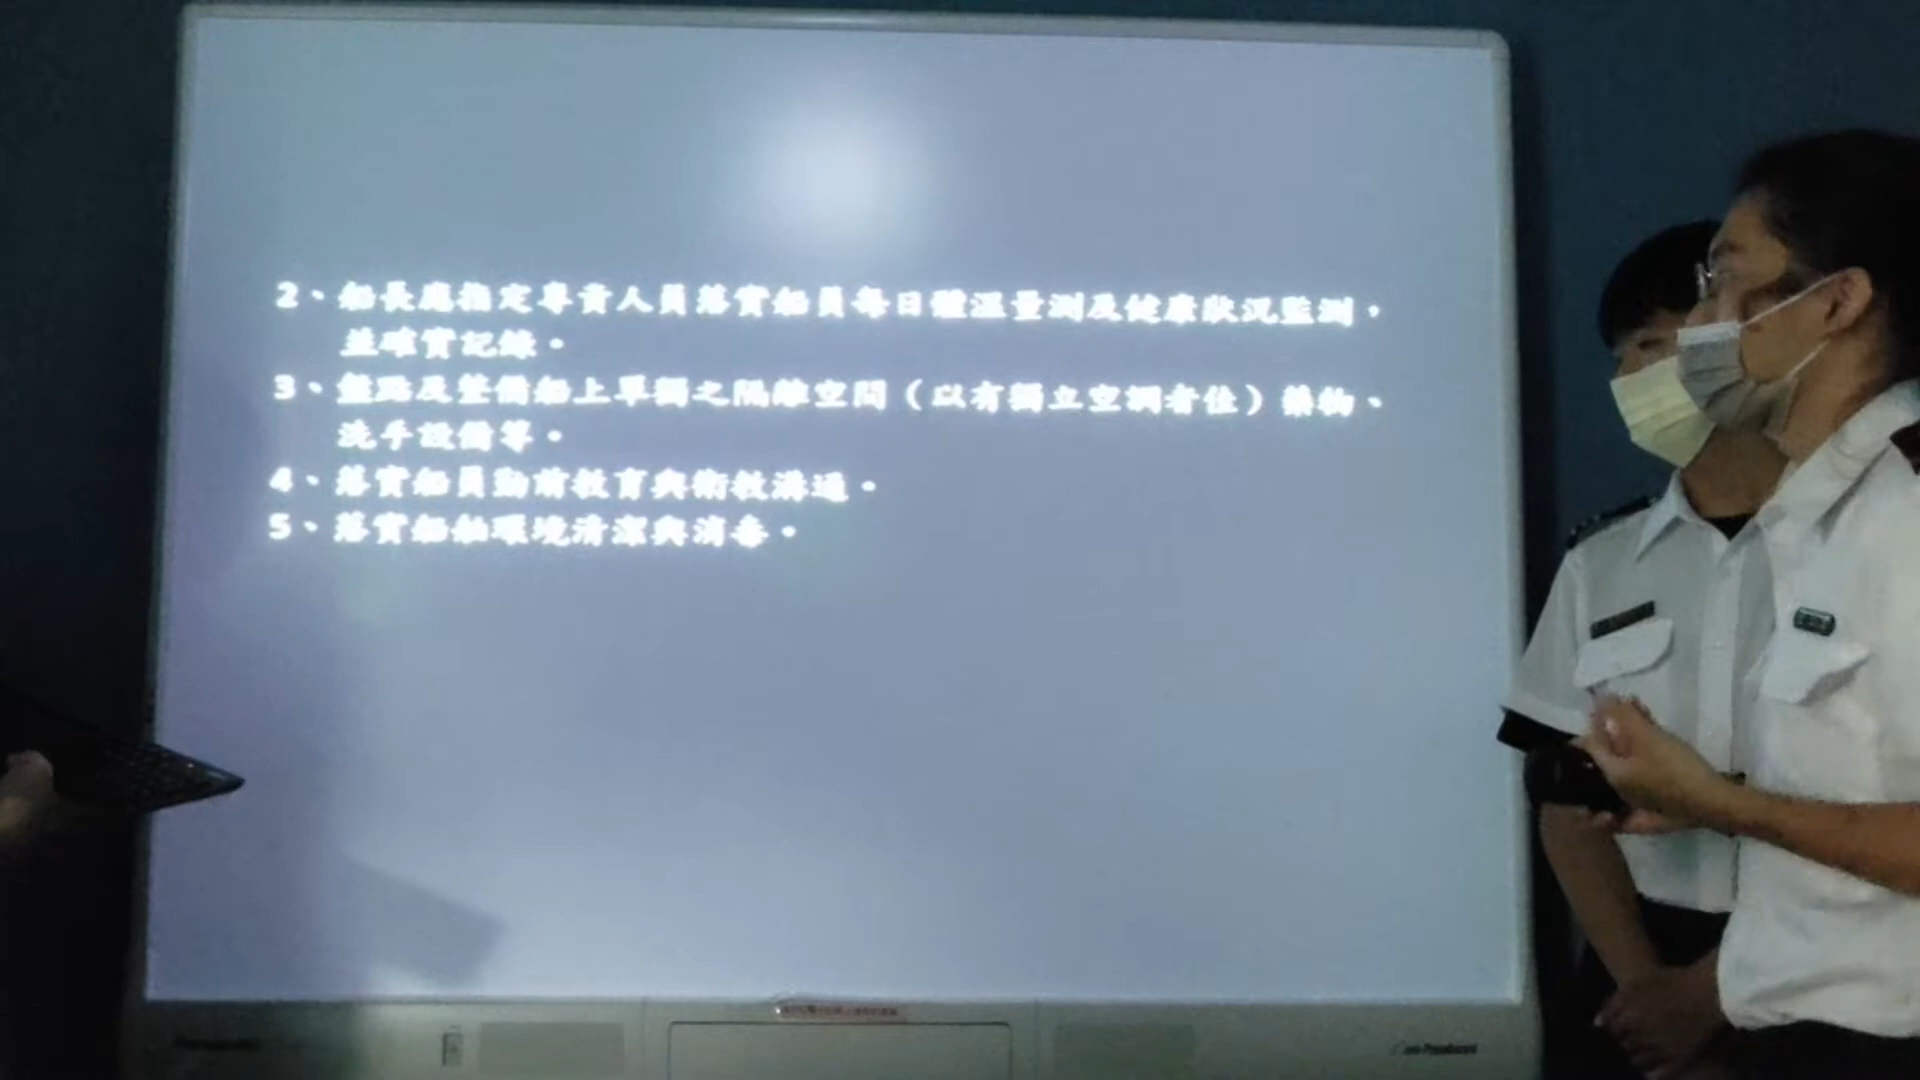 2、船長應指定專責人員落實船員每日體溫量測及健康狀況監測，
並確實記錄。
3、盤點及整備船上單獨之隔離空間（以有獨立空調者佳）藥物、
洗手設備等。
4、落實船員勤前教育與衛教溝通。
5、落實船舶環境清潔與消毒。
Panasonic
Panaboard